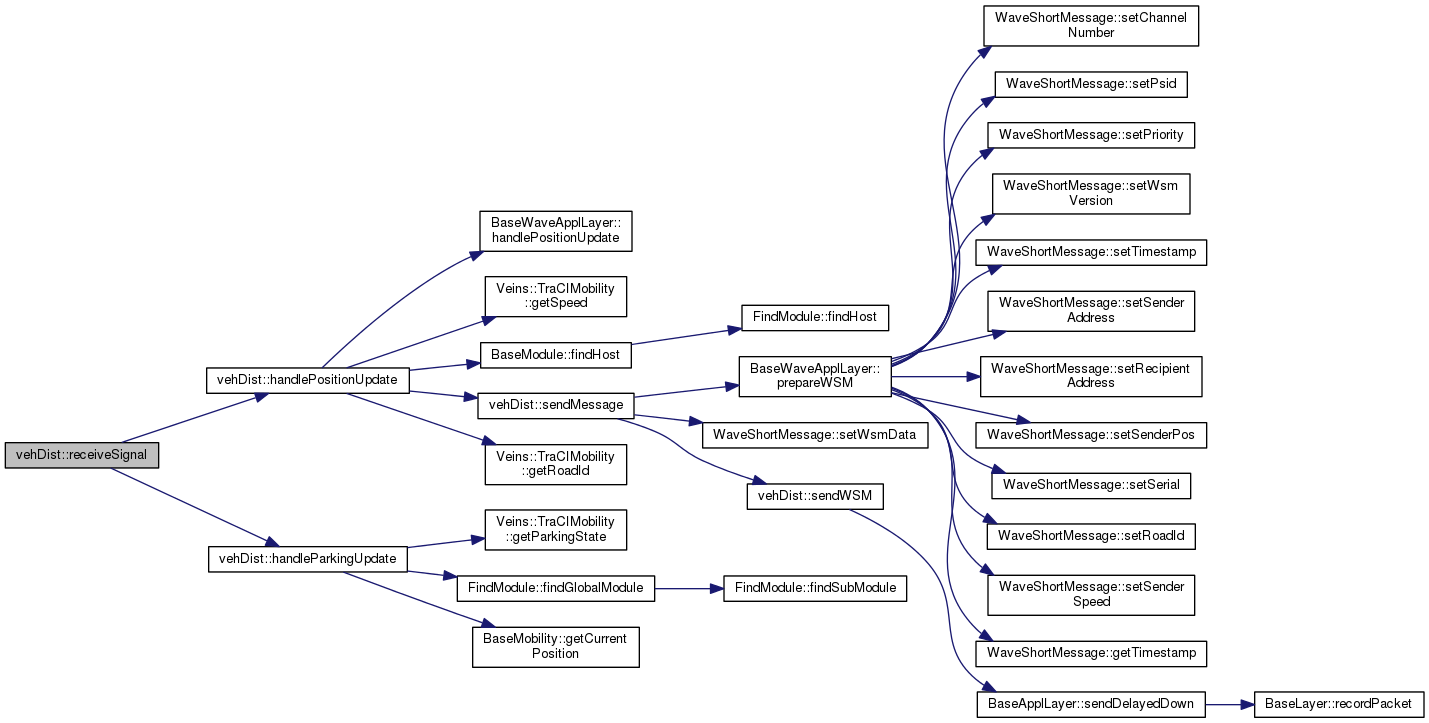 vehDist::receiveSignal
vehDist::handlePositionUpdate
vehDist::handleParkingUpdate
BaseWaveApplLayer::
handlePositionUpdate
Veins::TraCIMobility
::getSpeed
BaseModule::findHost
vehDist::sendMessage
Veins::TraCIMobility
::getRoadId
Veins::TraCIMobility
::getParkingState
FindModule::findGlobalModule
BaseMobility::getCurrent
Position
FindModule::findHost
BaseWaveApplLayer::
prepareWSM
WaveShortMessage::setWsmData
vehDist::sendWSM
FindModule::findSubModule
WaveShortMessage::setChannel
Number
WaveShortMessage::setPsid
WaveShortMessage::setPriority
WaveShortMessage::setWsm
Version
WaveShortMessage::setTimestamp
WaveShortMessage::setSender
Address
WaveShortMessage::setRecipient
Address
WaveShortMessage::setSenderPos
WaveShortMessage::setSerial
WaveShortMessage::setRoadId
WaveShortMessage::setSender
Speed
WaveShortMessage::getTimestamp
BaseApplLayer::sendDelayedDown
BaseLayer::recordPacket